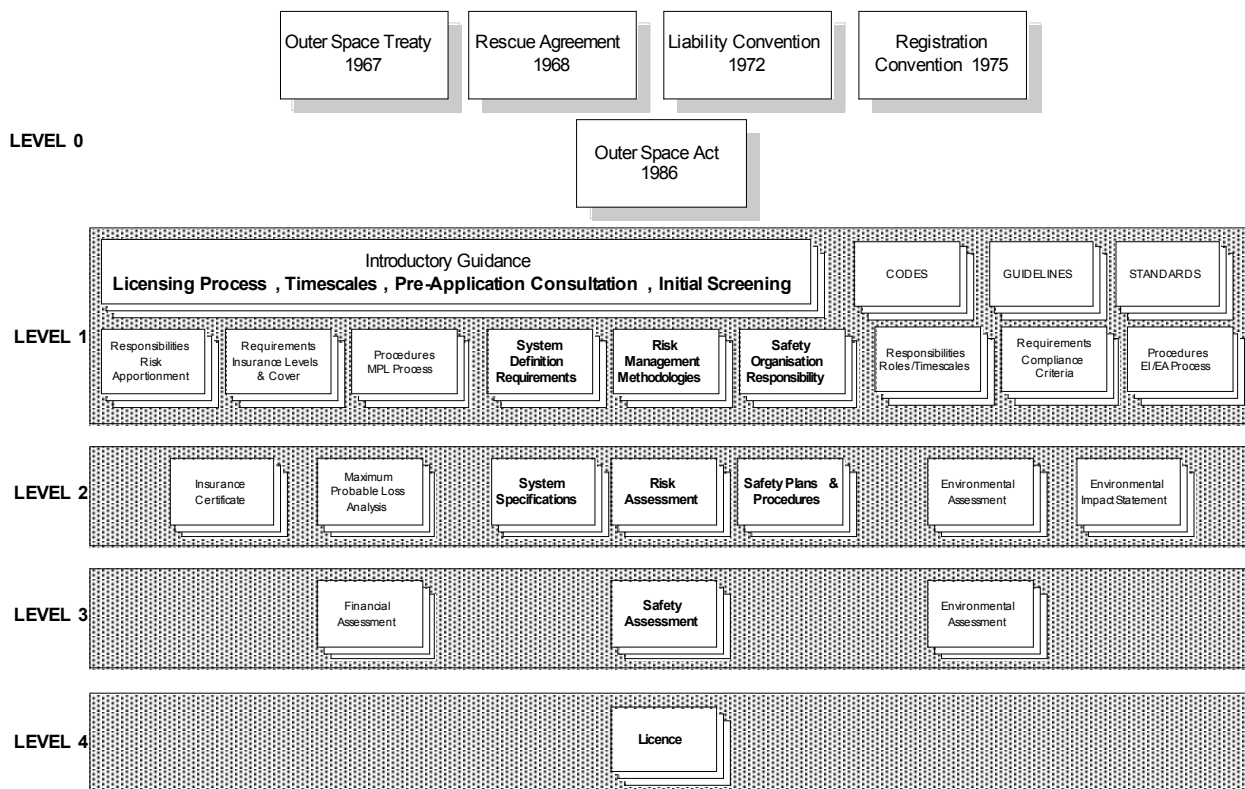 Outer Space Treaty
1967
Rescue Agreement
1968
Liability Convention
1972
Registration
Convention 1975
LEVEL 0
Outer Space Act
1986
LEVEL 1
Introductory Guidance
Licensing Process , Timescales , Pre-Application Consultation , Initial Screening
CODES
GUIDELINES
STANDARDS
Responsibilities
Risk
Apportionment
Requirements
Insurance Levels
& Cover
Procedures
MPL Process
System
Definition
Requirements
Risk
Management
Methodologies
Safety
Organisation
Responsibility
Responsibilities
Roles/Timescales
Requirements
Compliance
Criteria
Procedures
EI/EA Process
LEVEL 2
Insurance
Certificate
Maximum
Probable Loss
Analysis
System
Specifications
Risk
Assessment
Safety Plans &
Procedures
Environmental
Assessment
Environmental
Impact Statement
LEVEL 3
Financial
Assessment
Safety
Assessment
Environmental
Assessment
LEVEL 4
Licence